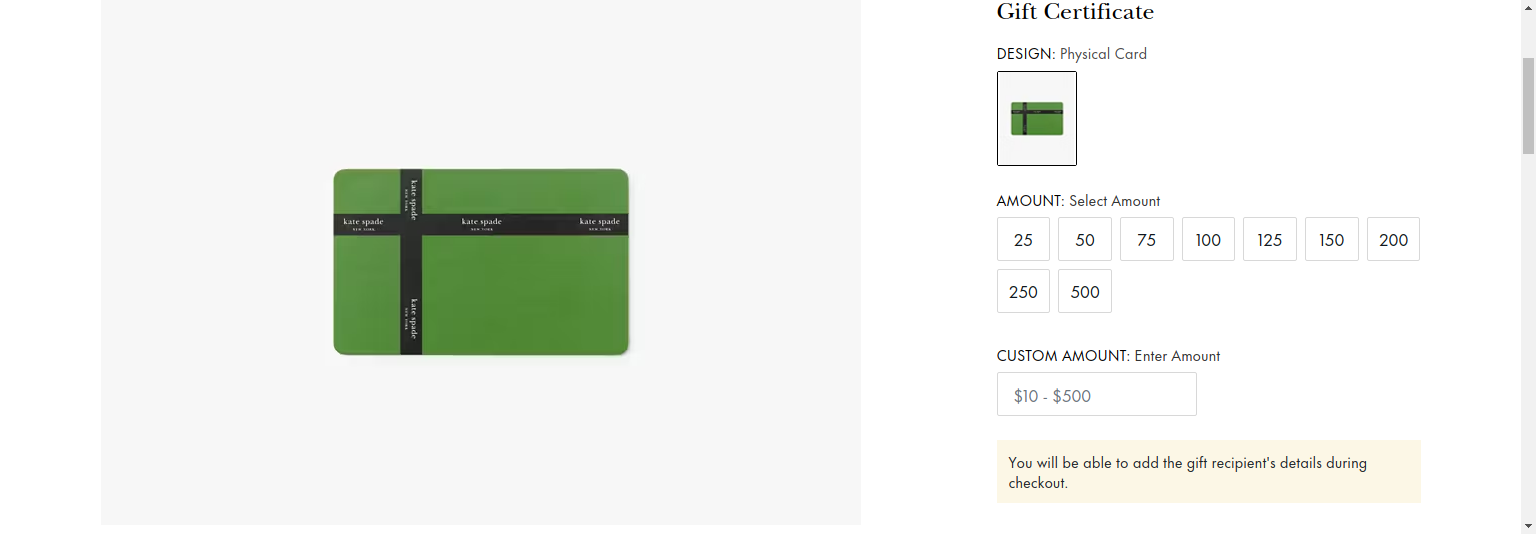 Gift Certificate
DESIGN: Physical Card
AMOUNT: Select Amount
25 50 75 100 125 150 200
250 500
CUSTOM AMOUNT: Enter Amount
$10 - $500
You will be able to add the gift recipient's details during
checkout.
kate spade
NEW YORK
kate spade
NEW YORK
kate spade
NEW YORK
kate spade
NEW YORK
kate spade
NEW YORK